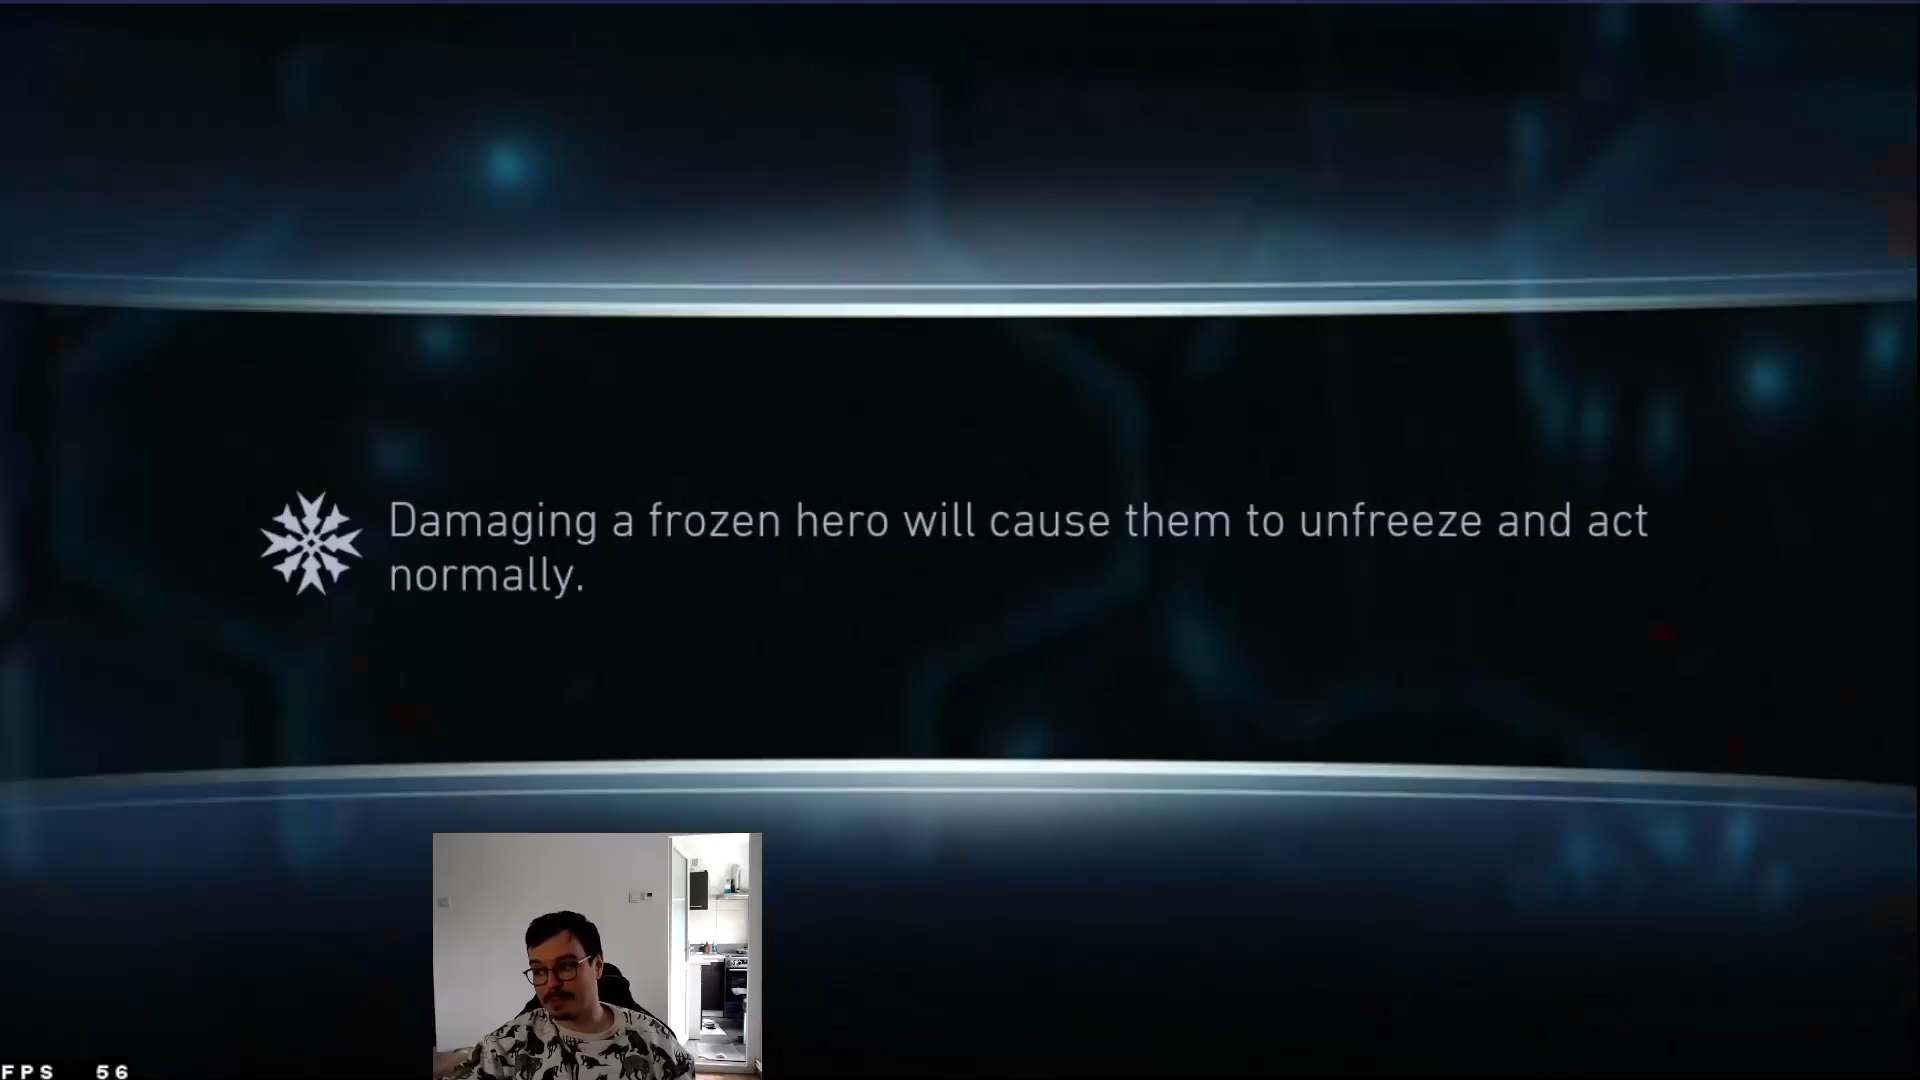 Damaging a frozen hero will cause them to unfreeze and act
normally.
FPS 56